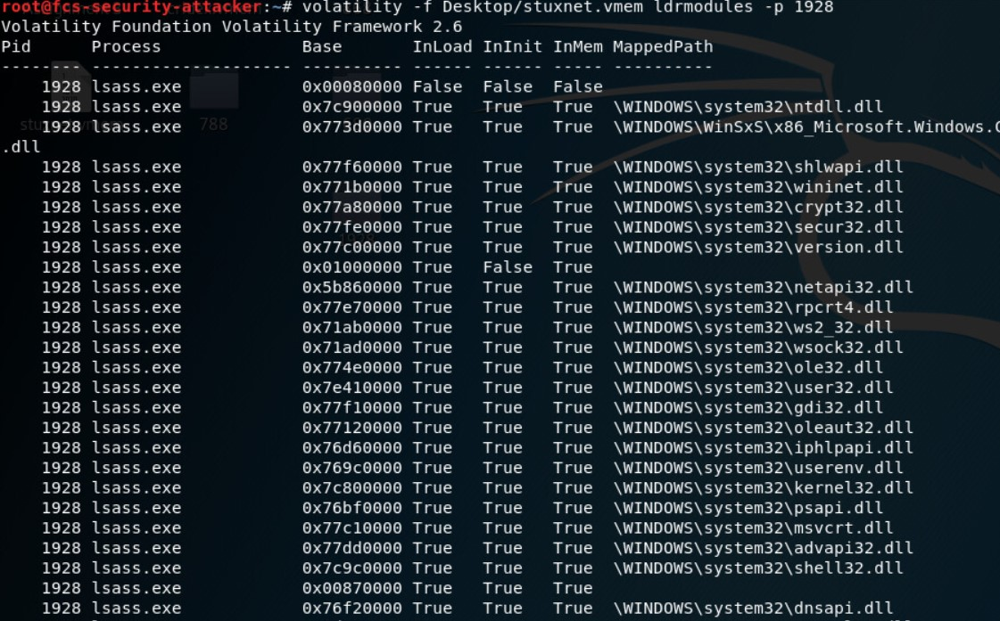 root@fcs-security-attacker:~# volatility -f Desktop/stuxnet.vmem ldrmodules -p 1928
Volatility Foundation Volatility Framework 2.6
Pid      Process              Base       InLoad InInit InMem MappedPath
-------- -------------------- ---------- ------ ------ ----- ----------
    1928 lsass.exe            0x00080000 False  False  False
    1928 lsass.exe            0x7c900000 True   True   True  \WINDOWS\system32\ntdll.dll
    1928 lsass.exe            0x773d0000 True   True   True  \WINDOWS\WinSxS\x86_Microsoft.Windows.C
.dll
    1928 lsass.exe            0x77f60000 True   True   True  \WINDOWS\system32\shlwapi.dll
    1928 lsass.exe            0x771b0000 True   True   True  \WINDOWS\system32\wininet.dll
    1928 lsass.exe            0x77a80000 True   True   True  \WINDOWS\system32\crypt32.dll
    1928 lsass.exe            0x77fe0000 True   True   True  \WINDOWS\system32\secur32.dll
    1928 lsass.exe            0x77c00000 True   True   True  \WINDOWS\system32\version.dll
    1928 lsass.exe            0x01000000 True   False  True
    1928 lsass.exe            0x5b860000 True   True   True  \WINDOWS\system32\netapi32.dll
    1928 lsass.exe            0x77e70000 True   True   True  \WINDOWS\system32\rpcrt4.dll
    1928 lsass.exe            0x71ab0000 True   True   True  \WINDOWS\system32\ws2_32.dll
    1928 lsass.exe            0x71ad0000 True   True   True  \WINDOWS\system32\wsock32.dll
    1928 lsass.exe            0x774e0000 True   True   True  \WINDOWS\system32\ole32.dll
    1928 lsass.exe            0x7e410000 True   True   True  \WINDOWS\system32\user32.dll
    1928 lsass.exe            0x77f10000 True   True   True  \WINDOWS\system32\gdi32.dll
    1928 lsass.exe            0x77120000 True   True   True  \WINDOWS\system32\oleaut32.dll
    1928 lsass.exe            0x76d60000 True   True   True  \WINDOWS\system32\iphlpapi.dll
    1928 lsass.exe            0x769c0000 True   True   True  \WINDOWS\system32\userenv.dll
    1928 lsass.exe            0x7c800000 True   True   True  \WINDOWS\system32\kernel32.dll
    1928 lsass.exe            0x76bf0000 True   True   True  \WINDOWS\system32\psapi.dll
    1928 lsass.exe            0x77c10000 True   True   True  \WINDOWS\system32\msvcrt.dll
    1928 lsass.exe            0x77dd0000 True   True   True  \WINDOWS\system32\advapi32.dll
    1928 lsass.exe            0x7c9c0000 True   True   True  \WINDOWS\system32\shell32.dll
    1928 lsass.exe            0x00870000 True   True   True
    1928 lsass.exe            0x76f20000 True   True   True  \WINDOWS\system32\dnsapi.dll
788